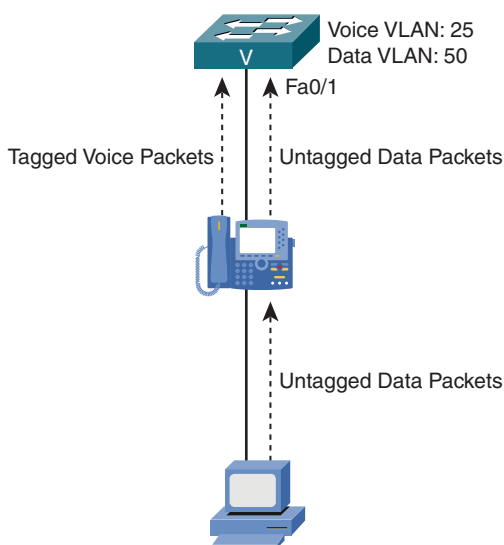 Voice VLAN: 25
Data VLAN: 50
V
Fa0/1
Tagged Voice Packets
Untagged Data Packets
Untagged Data Packets